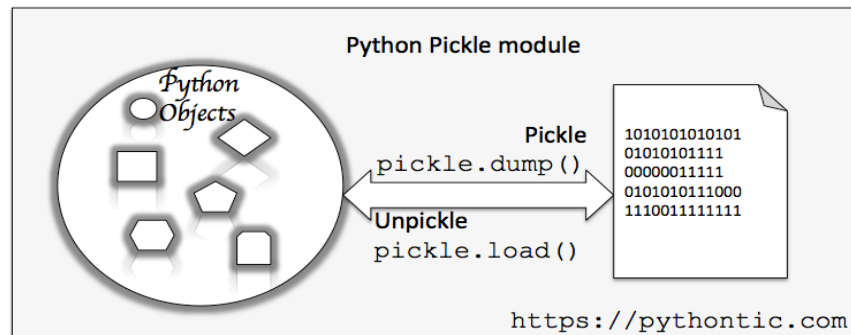 Python Pickle module
Python
Objects
Pickle
pickle.dump()
Unpickle
pickle.load()
1010101010101
01010101111
00000011111
0101010111000
1110011111111
https://pythontic.com